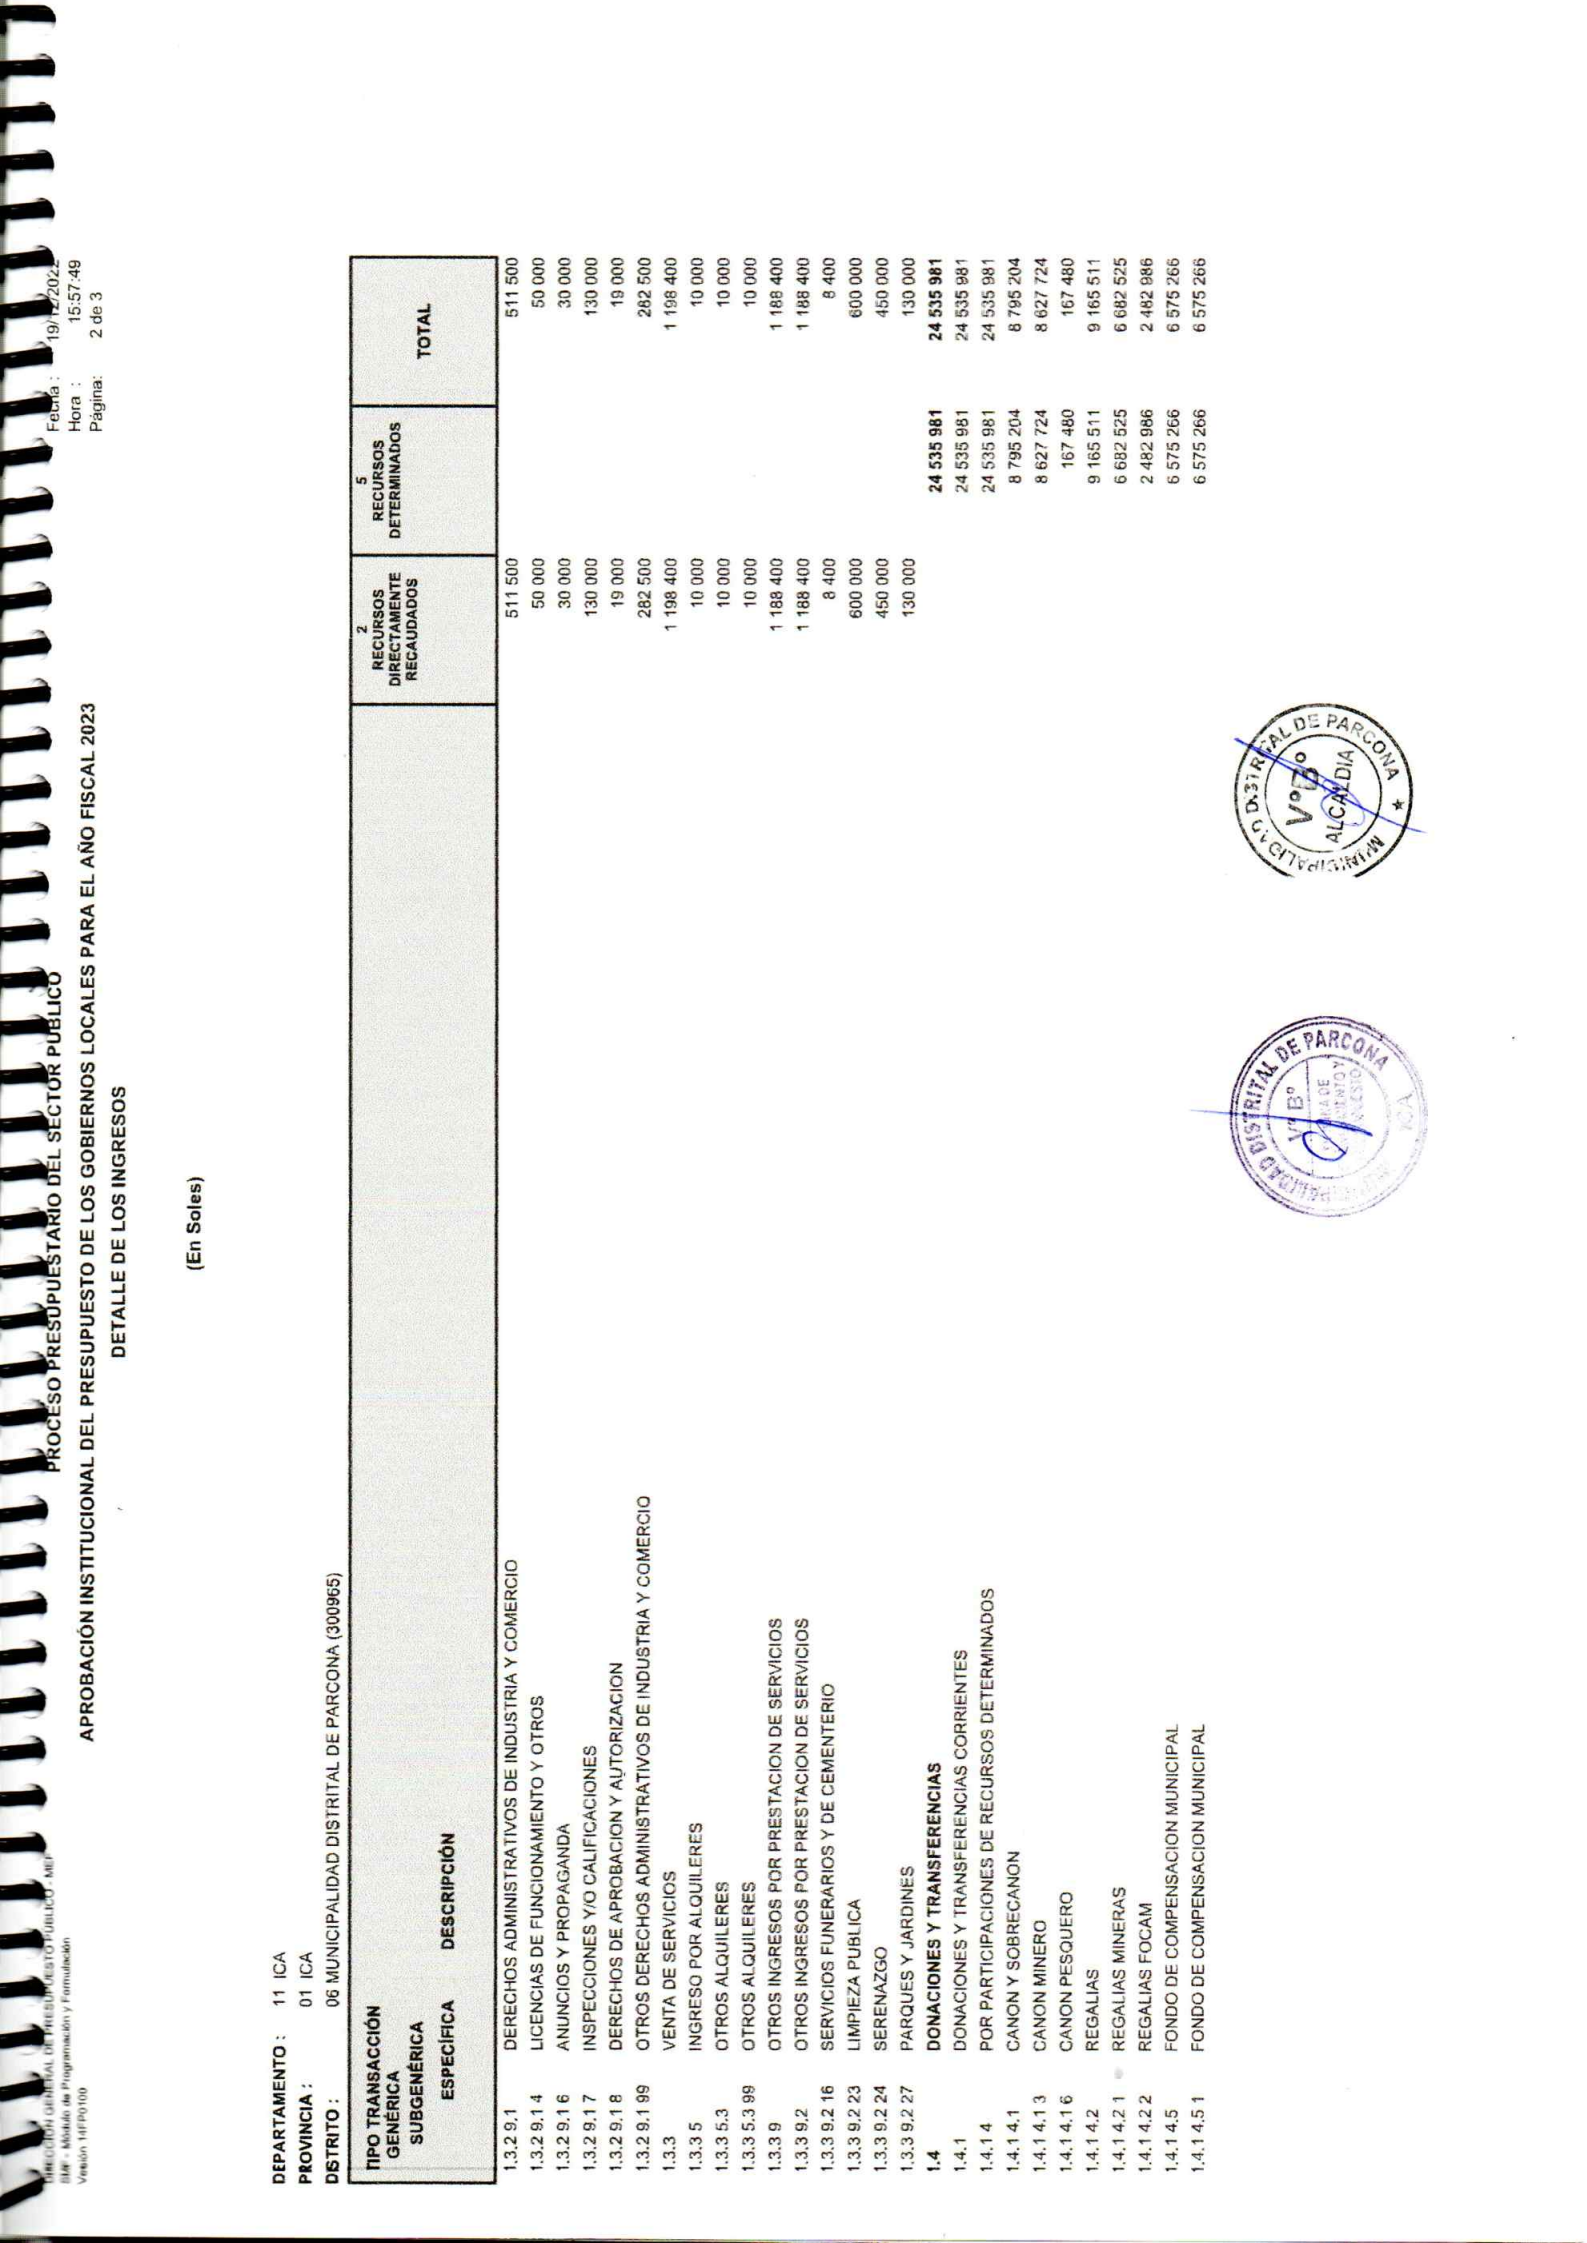 DIRECCIÓN GENERAL DE PRESUPUESTO PUBLICO - MEF
- Módulo de Programación y Formulación
Vesión 14FP0100
PROCESO PRESUPUESTARIO DEL SECTOR PUBLICO
APROBACIÓN INSTITUCIONAL DEL PRESUPUESTO DE LOS GOBIERNOS LOCALES PARA EL AÑO FISCAL 2023
DETALLE DE LOS INGRESOS
(En Soles)
Fecha : 19/12/2022
Hora : 15:57:49
Página: 2 de 3
DEPARTAMENTO : 11 ICA
PROVINCIA : 01 ICA
DISTRITO : 06 MUNICIPALIDAD DISTRITAL DE PARCONA (300965)
TIPO TRANSACCIÓN
GENÉRICA
SUBGENÉRICA
ESPECÍFICA DESCRIPCIÓN
2
RECURSOS
DIRECTAMENTE
RECAUDADOS
5
RECURSOS
DETERMINADOS
TOTAL
1.3.2 9.1 DERECHOS ADMINISTRATIVOS DE INDUSTRIA Y COMERCIO 511 500 511 500
1.3.2 9.1 4 LICENCIAS DE FUNCIONAMIENTO Y OTROS 50 000 50 000
1.3.2 9.1 6 ANUNCIOS Y PROPAGANDA 30 000 30 000
1.3.2 9.1 7 INSPECCIONES Y/O CALIFICACIONES 130 000 130 000
1.3.2 9.1 8 DERECHOS DE APROBACION Y AUTORIZACION 19 000 19 000
1.3.2 9.1 99 OTROS DERECHOS ADMINISTRATIVOS DE INDUSTRIA Y COMERCIO 282 500 282 500
1.3.3 VENTA DE SERVICIOS 1 198 400 1 198 400
1.3.3 5 INGRESO POR ALQUILERES 10 000 10 000
1.3.3 5.3 OTROS ALQUILERES 10 000 10 000
1.3.3 5.3 99 OTROS ALQUILERES 10 000 10 000
1.3.3 9 OTROS INGRESOS POR PRESTACION DE SERVICIOS 1 188 400 1 188 400
1.3.3 9.2 OTROS INGRESOS POR PRESTACION DE SERVICIOS 1 188 400 1 188 400
1.3.3 9.2 16 SERVICIOS FUNERARIOS Y DE CEMENTERIO 8 400 8 400
1.3.3 9.2 23 LIMPIEZA PUBLICA 600 000 600 000
1.3.3 9.2 24 SERENAZGO 450 000 450 000
1.3.3 9.2 27 PARQUES Y JARDINES 130 000 130 000
1.4 DONACIONES Y TRANSFERENCIAS 24 535 981 24 535 981
1.4.1 DONACIONES Y TRANSFERENCIAS CORRIENTES 24 535 981 24 535 981
1.4.1 4 POR PARTICIPACIONES DE RECURSOS DETERMINADOS 24 535 981 24 535 981
1.4.1 4.1 CANON Y SOBRECANON 8 795 204 8 795 204
1.4.1 4.1 3 CANON MINERO 8 627 724 8 627 724
1.4.1 4.1 6 CANON PESQUERO 167 480 167 480
1.4.1 4.2 REGALIAS 9 165 511 9 165 511
1.4.1 4.2 1 REGALIAS MINERAS 6 682 525 6 682 525
1.4.1 4.2 2 REGALIAS FOCAM 2 482 986 2 482 986
1.4.1 4.5 FONDO DE COMPENSACION MUNICIPAL 6 575 266 6 575 266
1.4.1 4.5 1 FONDO DE COMPENSACION MUNICIPAL 6 575 266 6 575 266
MUNICIPALIDAD DISTRITAL DE PARCONA
V° B°
ICA
MUNICIPALIDAD DISTRITAL DE PARCONA
V°B°
ALCALDIA